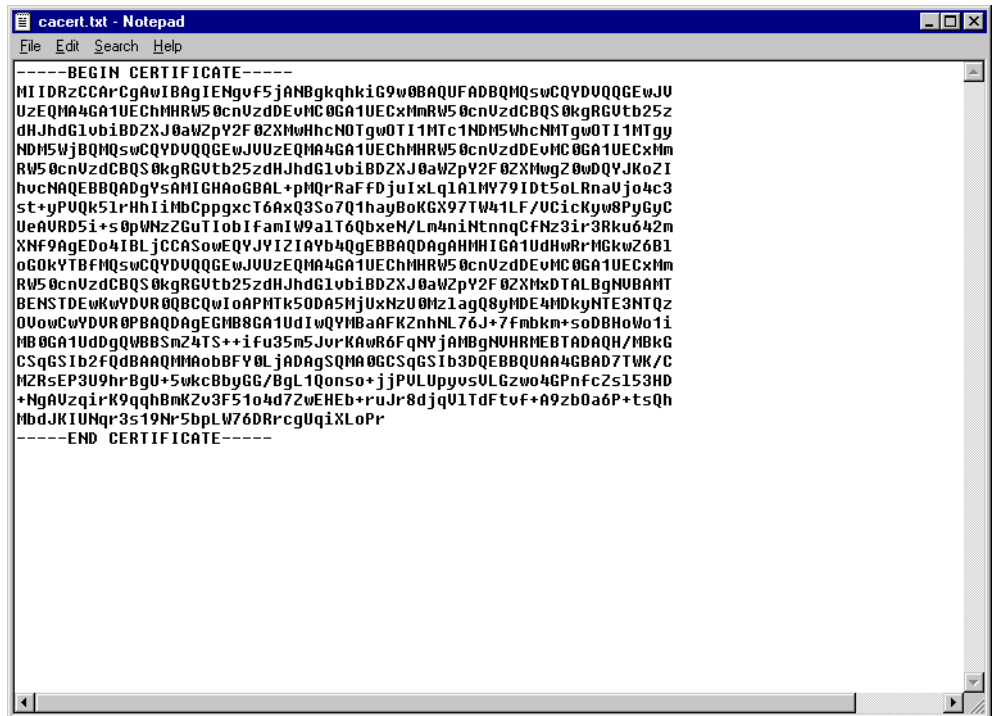 cacert.txt - Notepad
File Edit Search Help
-----BEGIN CERTIFICATE-----
MIIDRzCCArCgAwIBAgIENgvf5jANBgkqhkiG9w0BAQUFADBQMQswCQYDVQQGEwJV
UzEQMA4GA1UEChMHRW50cnVzdDEvMC0GA1UECxMmRW50cnVzdCBQS0kgRGVtb25z
dHJhdGlvbiBDZXJ0aWZpY2F0ZXMwHhcNOTgwOTI1MTc1NDM5WhcNMTgwOTI1MTgy
NDM5WjBQMQswCQYDVQQGEwJVUzEQMA4GA1UEChMHRW50cnVzdDEvMC0GA1UECxMm
RW50cnVzdCBQS0kgRGVtb25zdHJhdGlvbiBDZXJ0aWZpY2F0ZXMwgZ0wDQYJKoZI
hvcNAQEBBQADgYsAMIGHAoGBAL+pMQrRaFfDjuIxLqlAlMY79IDt5oLRnaVjo4c3
st+yPVQk5lrHhIiMbCppgxcT6AxQ3So7Q1hayBoKGX97TW41LF/VCicKyw8PyGyC
UeAVRD5i+s0pWNzZGuTIobIfamIW9alT6QbxeN/Lm4niNtnnqCfNz3ir3Rku642m
XNf9AgEDo4IBLjCCASowEQYJYIZIAYb4QgEBBAQDAgAHMHIGA1UdHwRrMGkwZ6Bl
oGOkYTBfMQswCQYDVQQGEwJVUzEQMA4GA1UEChMHRW50cnVzdDEvMC0GA1UECxMm
RW50cnVzdCBQS0kgRGVtb25zdHJhdGlvbiBDZXJ0aWZpY2F0ZXMxDTALBgNVBAMT
BENSTDEwKwYDVR0QBCQwIoAPMTk5ODA5MjUxNzU0MzlagQ8yMDE4MDkyNTE3NTQz
OVowCwYDVR0PBAQDAgEGMB8GA1UdIwQYMBaAFKZnhNL76J+7fmbkm+soDBHoWo1i
MB0GA1UdDgQWBBSmZ4TS++ifu35m5JvrKAwR6FqNYjAMBgNVHRMEBTADAQH/MBkG
CSqGSIb2fQdBAAQMMAobBFY0LjADAgSQMA0GCSqGSIb3DQEBBQUAA4GBAD7TWK/C
MZRsEP3U9hrBgU+5wkcBbyGG/BgL1Qonso+jjPVLUpyvsVLGzwo4GPnfcZsl53HD
+NgAVzqirK9qqhBmKZv3F51o4d7ZwEHEb+ruJr8djqVlTdFtvf+A9zbOa6P+tsQh
MbdJKIUNqr3s19Nr5bpLW76DRrcgUqiXLoPr
-----END CERTIFICATE-----